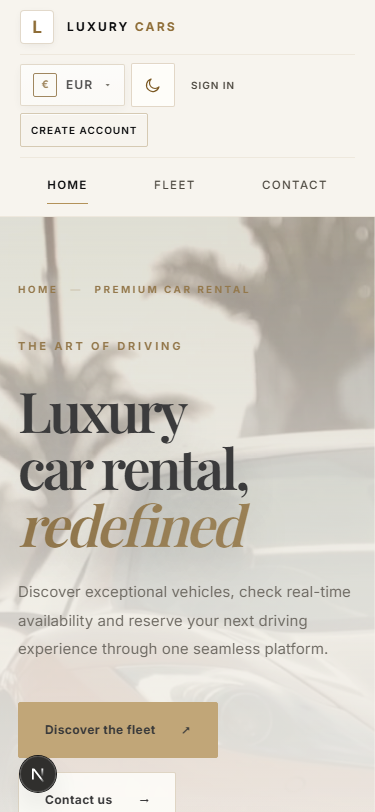 L LUXURY CARS
€ EUR SIGN IN
CREATE ACCOUNT
HOME FLEET CONTACT
HOME — PREMIUM CAR RENTAL
THE ART OF DRIVING
Luxury
car rental,
redefined
Discover exceptional vehicles, check real-time
availability and reserve your next driving
experience through one seamless platform.
Discover the fleet ↗
N
Contact us →